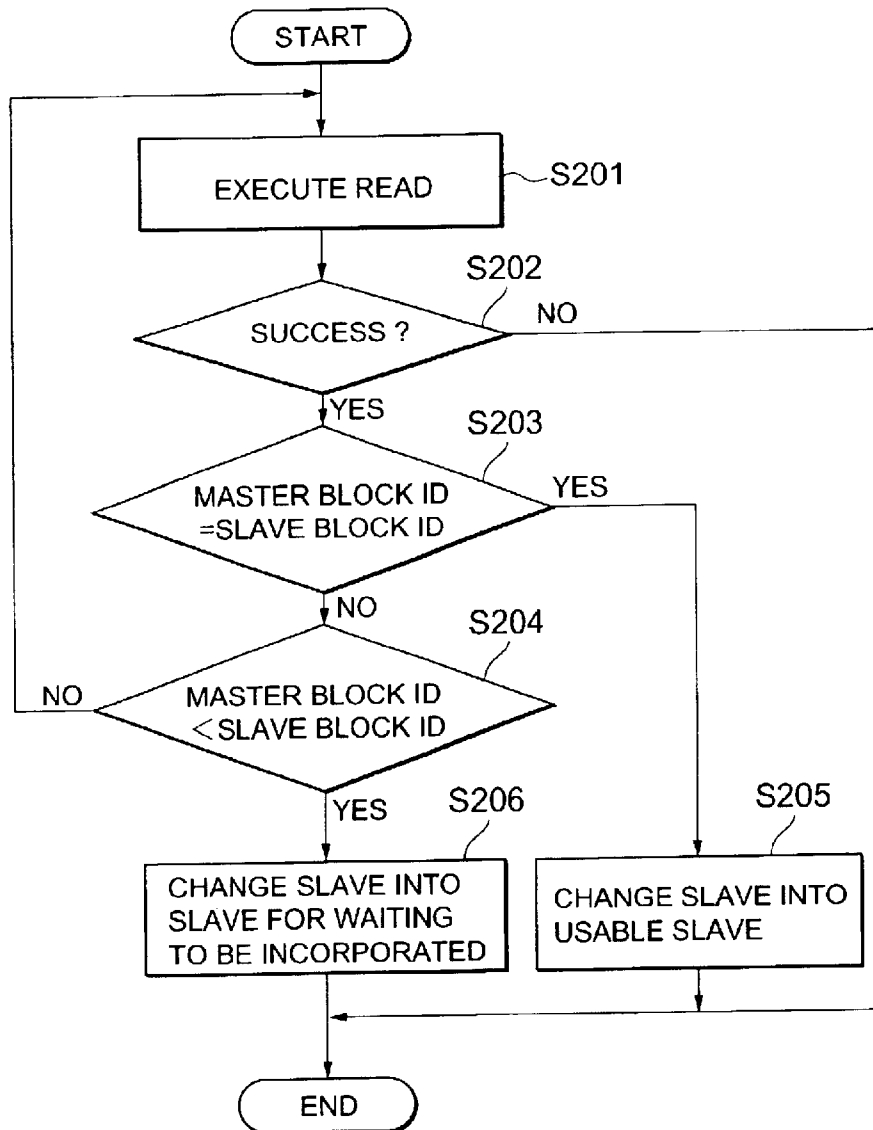 START
EXECUTE READ
S201
S202
SUCCESS ?
NO
YES
S203
MASTER BLOCK ID
=SLAVE BLOCK ID
YES
NO
S204
MASTER BLOCK ID
<SLAVE BLOCK ID
NO
YES
S206
CHANGE SLAVE INTO
SLAVE FOR WAITING
TO BE INCORPORATED
S205
CHANGE SLAVE INTO
USABLE SLAVE
END